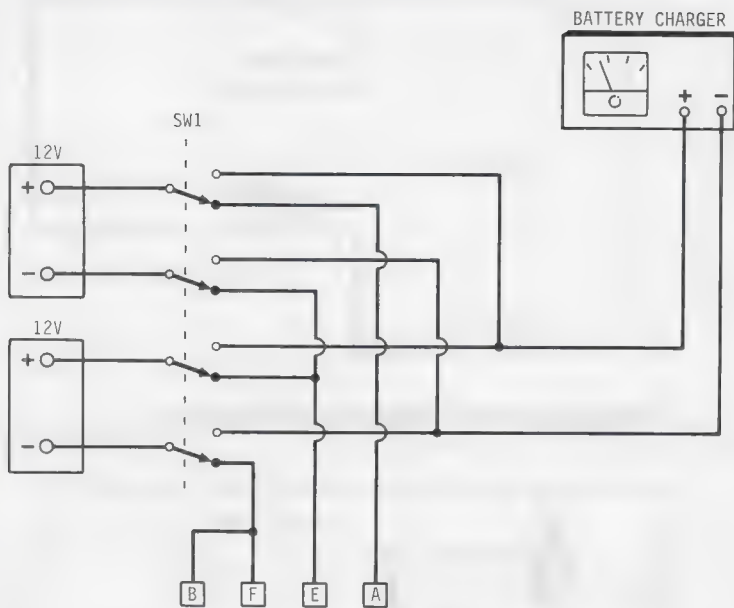 BATTERY CHARGER
+ −
SW1
12V
+
−
12V
+
−
B F E A